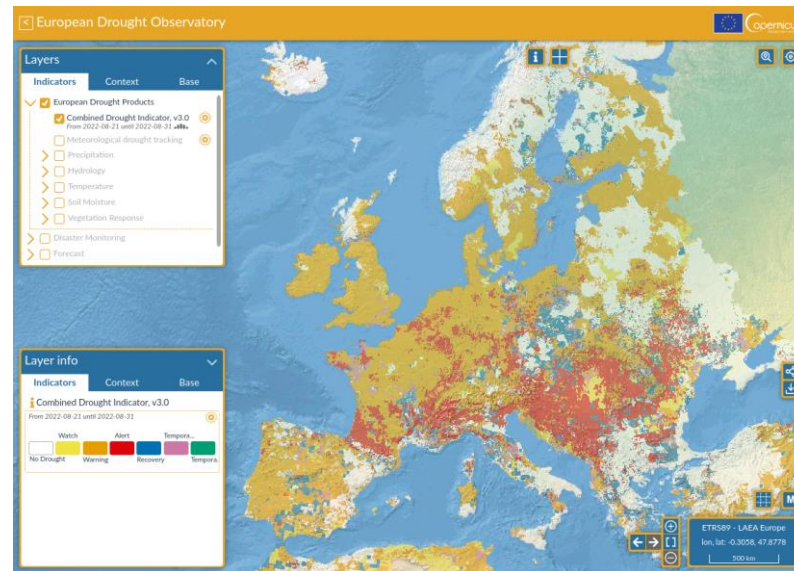 < European Drought Observatory
Layers
Indicators Context Base
European Drought Products
Combined Drought Indicator, v3.0
From 2022-08-21 until 2022-08-31
Meteorological drought tracking
Precipitation
Hydrology
Temperature
Soil Moisture
Vegetation Response
Disaster Monitoring
Forecast
Layer info
Indicators Context Base
Combined Drought Indicator, v3.0
From 2022-08-21 until 2022-08-31
Watch Alert Tempora...
No Drought Warning Recovery Tempora.
i
M
ETRS89 - LAEA Europe
lon, lat: -0.3058, 47.8778
500 km